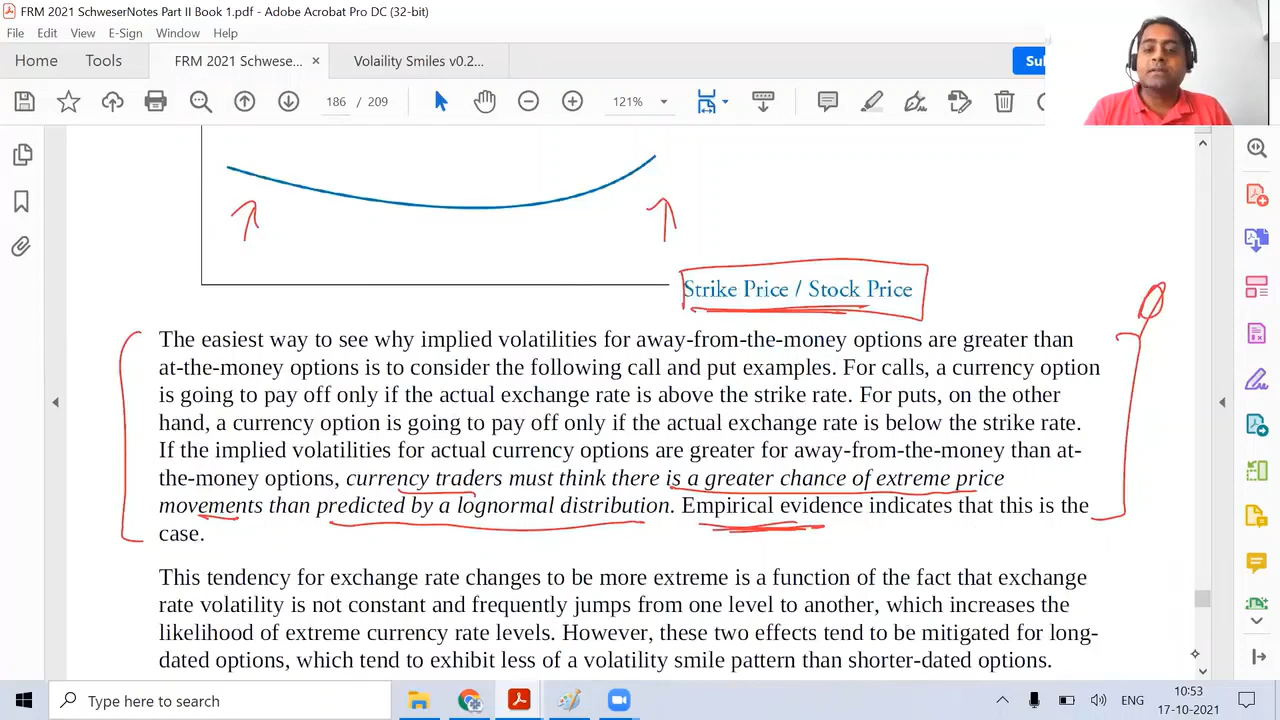 FRM 2021 SchweserNotes Part II Book 1.pdf - Adobe Acrobat Pro DC (32-bit)
File Edit View E-Sign Window Help
Home Tools FRM 2021 Schwese... × Volaility Smiles v0.2...
186 / 209 121%
Strike Price / Stock Price
The easiest way to see why implied volatilities for away-from-the-money options are greater than
at-the-money options is to consider the following call and put examples. For calls, a currency option
is going to pay off only if the actual exchange rate is above the strike rate. For puts, on the other
hand, a currency option is going to pay off only if the actual exchange rate is below the strike rate.
If the implied volatilities for actual currency options are greater for away-from-the-money than at-
the-money options, currency traders must think there is a greater chance of extreme price
movements than predicted by a lognormal distribution. Empirical evidence indicates that this is the
case.
This tendency for exchange rate changes to be more extreme is a function of the fact that exchange
rate volatility is not constant and frequently jumps from one level to another, which increases the
likelihood of extreme currency rate levels. However, these two effects tend to be mitigated for long-
dated options, which tend to exhibit less of a volatility smile pattern than shorter-dated options.
Type here to search
ENG
10:53
17-10-2021